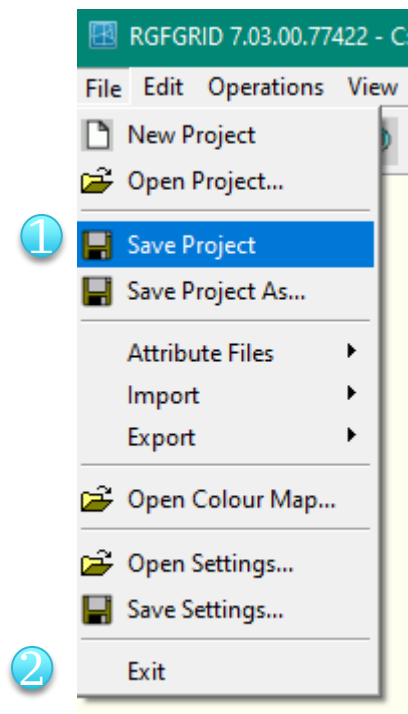 RGFGRID 7.03.00.77422 - C:
File Edit Operations View
New Project
Open Project...
1 Save Project
Save Project As...
Attribute Files
Import
Export
Open Colour Map...
Open Settings...
Save Settings...
2 Exit